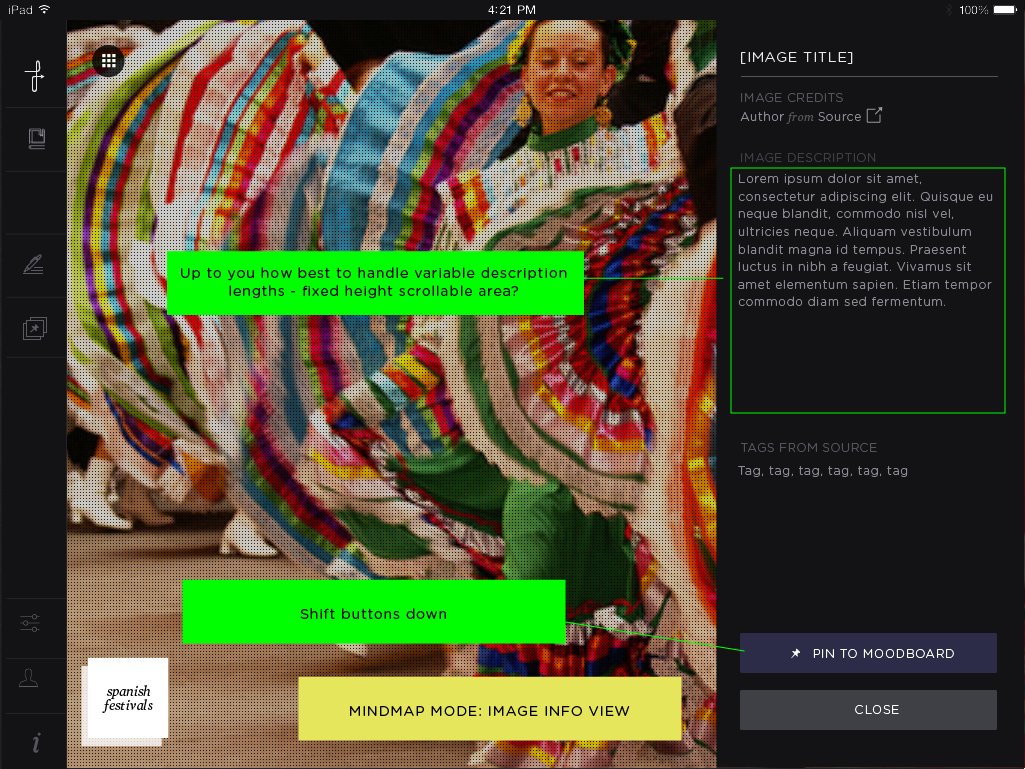 iPad
4:21 PM
100%
[IMAGE TITLE]
IMAGE CREDITS
Author from Source
IMAGE DESCRIPTION
Lorem ipsum dolor sit amet,
consectetur adipiscing elit. Quisque eu
neque blandit, commodo nisl vel,
ultricies neque. Aliquam vestibulum
blandit magna id tempus. Praesent
luctus in nibh a feugiat. Vivamus sit
amet elementum sapien. Etiam tempor
commodo diam sed fermentum.
Up to you how best to handle variable description
lengths - fixed height scrollable area?
TAGS FROM SOURCE
Tag, tag, tag, tag, tag, tag
Shift buttons down
PIN TO MOODBOARD
spanish
festivals
MINDMAP MODE: IMAGE INFO VIEW
CLOSE
i